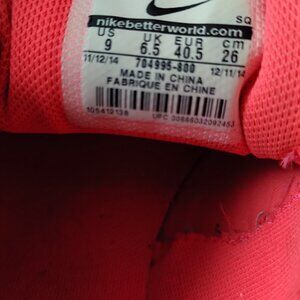 SQ
nikebetterworld.com
US UK EUR cm
9 6.5 40.5 26
11/12/14 704995-800 12/11/14
MADE IN CHINA
FABRIQUE EN CHINE
UPC 00886032092453